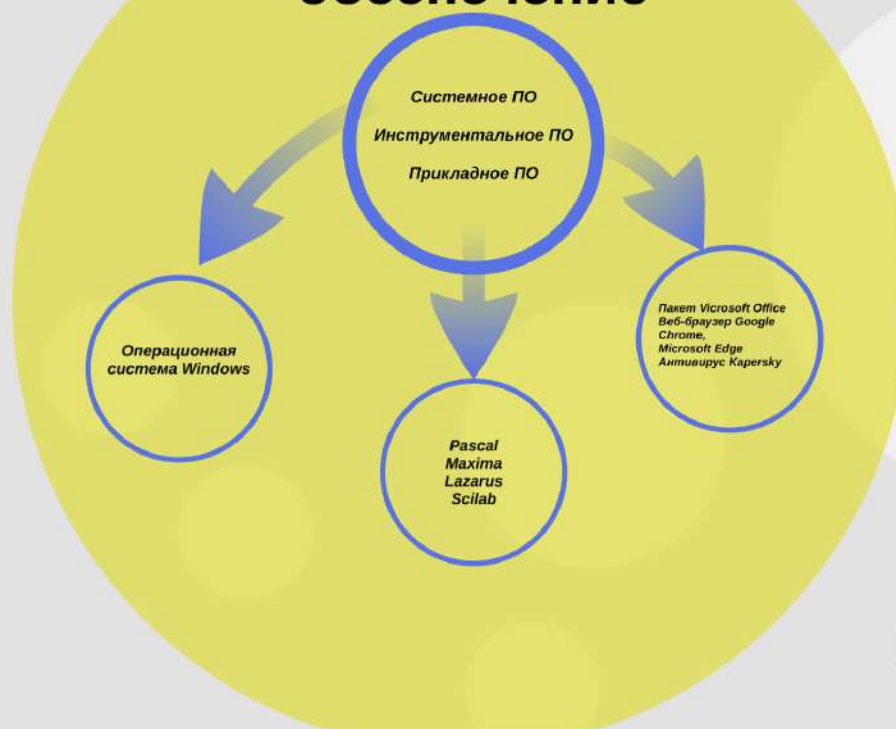 Системное ПО
Инструментальное ПО
Прикладное ПО
Операционная
система Windows
Pascal
Maxima
Lazarus
Scilab
Пакет Vicrosoft Office
Веб-браузер Google
Chrome,
Microsoft Edge
Антивирус Kapersky